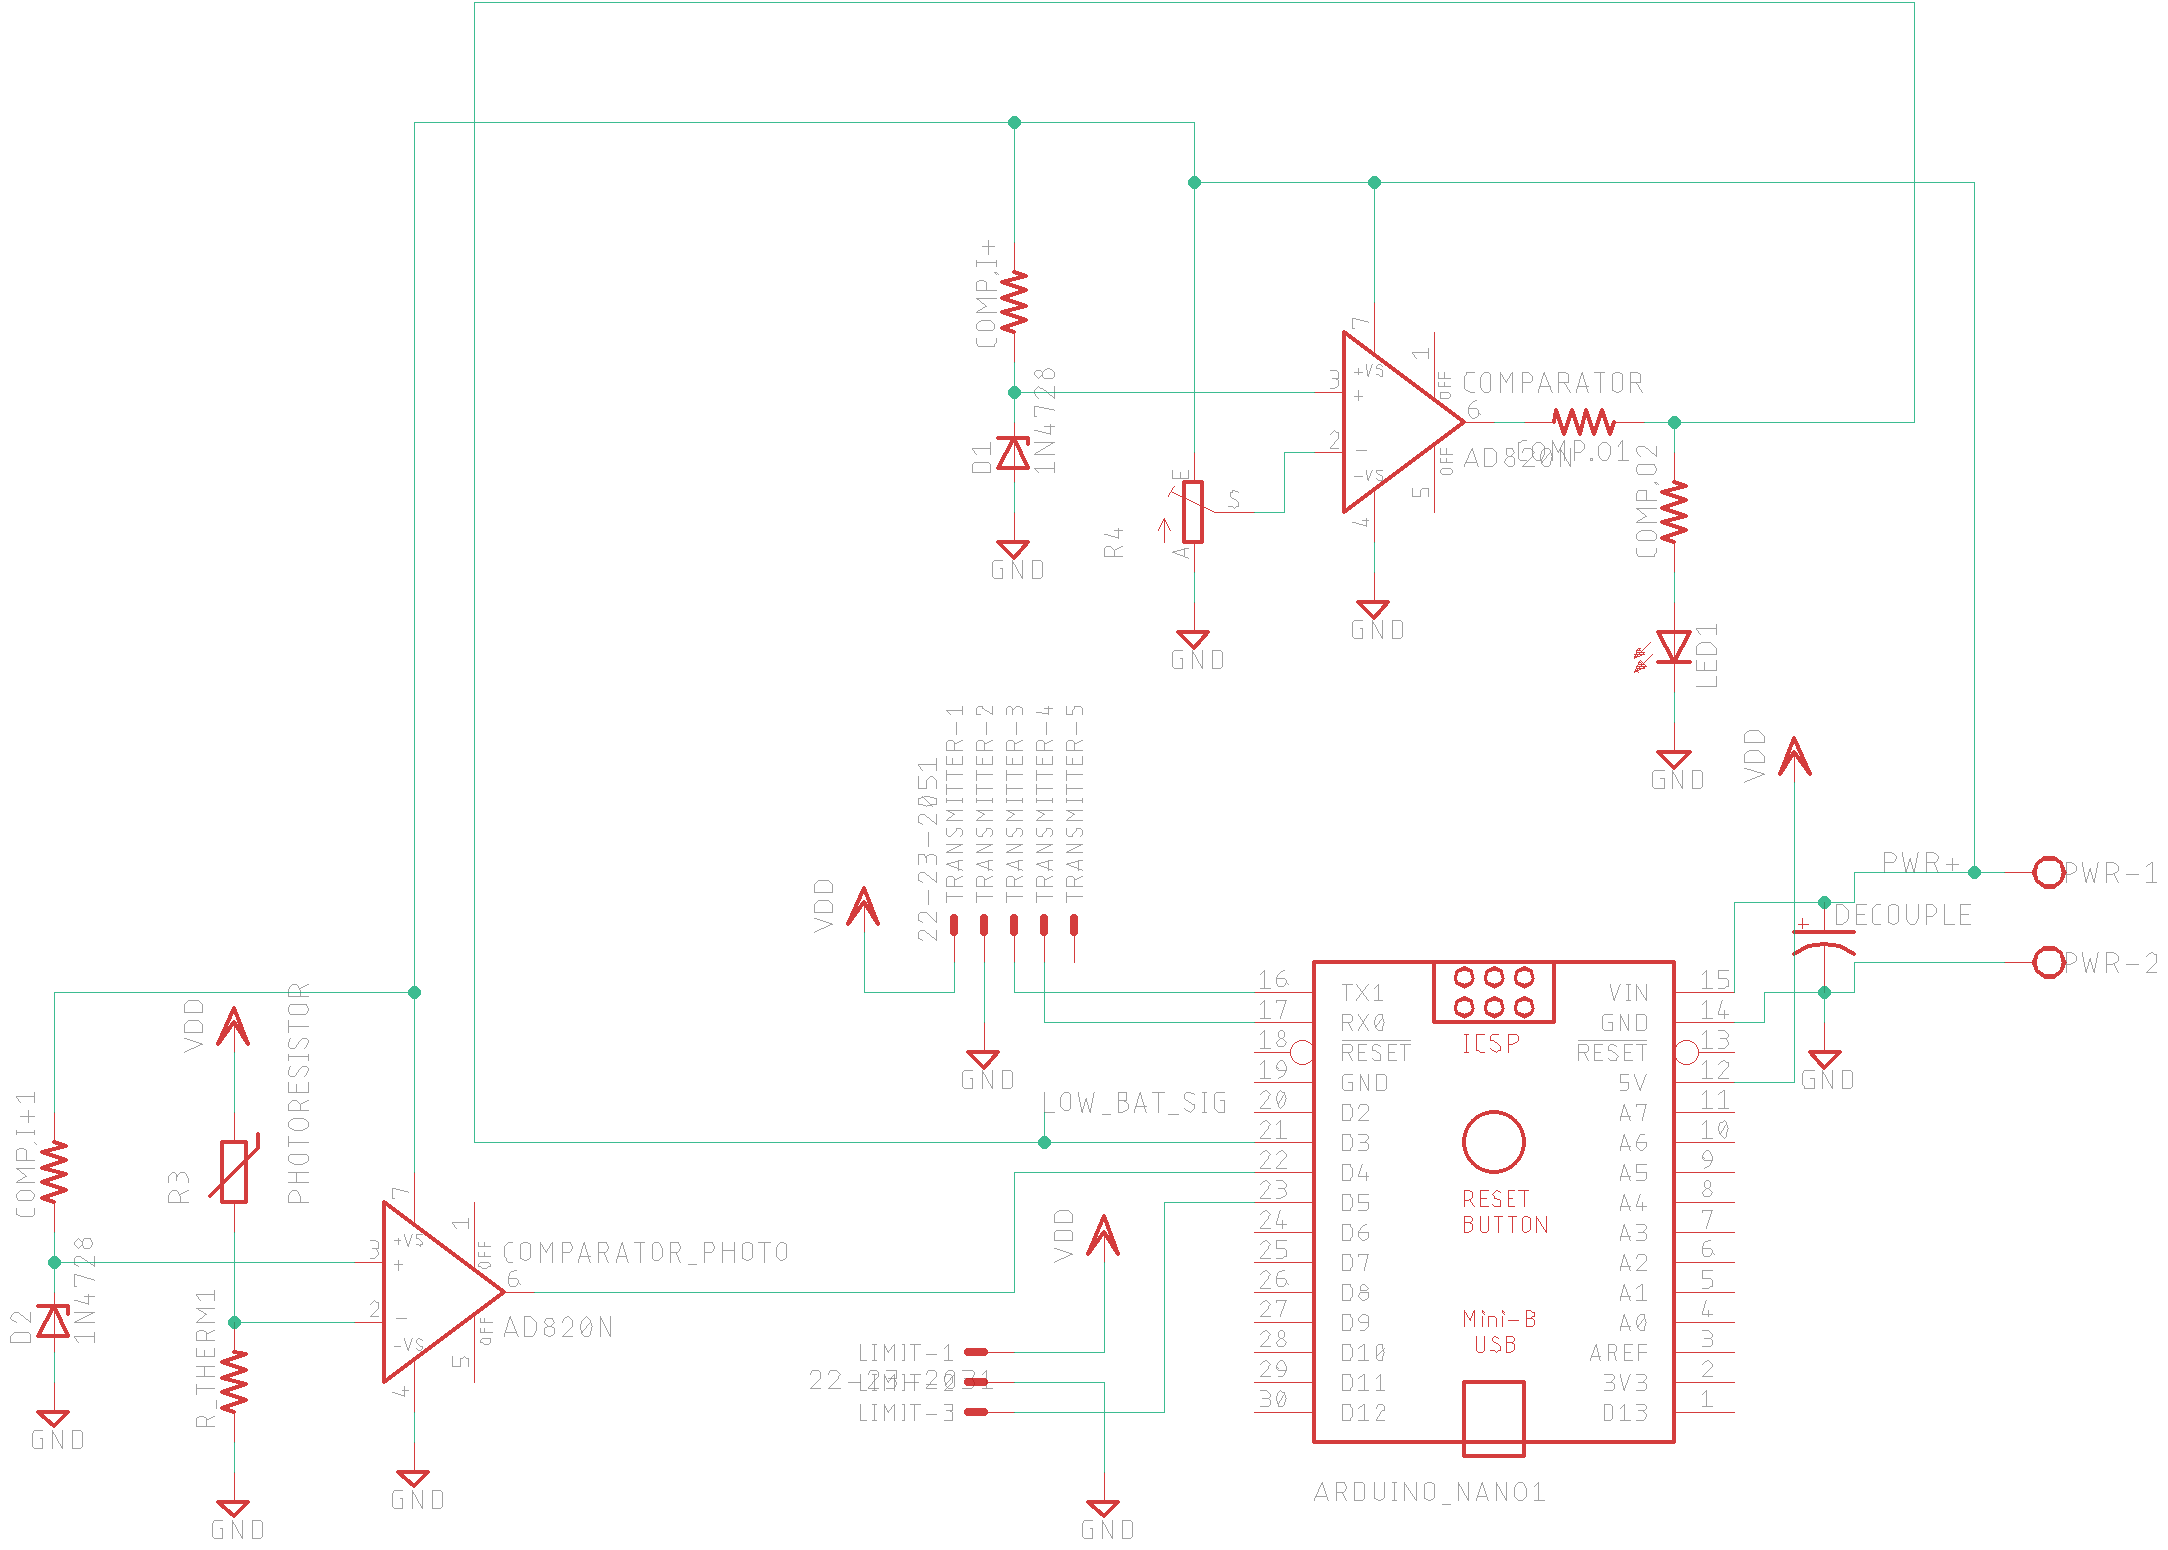 COMP,I+
D1
1N4728
GND
R4
E
A
S
GND
7
3
2
4
+VS
+
-
-VS
1
OFF
5
OFF
6
COMPARATOR
AD820N
GND
COMP.O1
COMP,O2
LED1
GND
VDD
22-23-2051
TRANSMITTER-1
TRANSMITTER-2
TRANSMITTER-3
TRANSMITTER-4
TRANSMITTER-5
VDD
GND
PWR+
PWR-1
DECOUPLE
+
PWR-2
GND
LOW_BAT_SIG
16 TX1
17 RX0
18 RESET
19 GND
20 D2
21 D3
22 D4
23 D5
24 D6
25 D7
26 D8
27 D9
28 D10
29 D11
30 D12
ICSP
RESET
BUTTON
Mini-B
USB
VIN 15
GND 14
RESET 13
5V 12
A7 11
A6 10
A5 9
A4 8
A3 7
A2 6
A1 5
A0 4
AREF 3
3V3 2
D13 1
ARDUINO_NANO1
VDD
R3
PHOTORESISTOR
COMP,I+1
D2
1N4728
GND
R_THERM1
GND
7
3
2
4
+VS
+
-
-VS
1
OFF
5
OFF
6
COMPARATOR_PHOTO
AD820N
GND
VDD
LIMIT-1
LIMIT-2
22-23-2031
LIMIT-3
GND